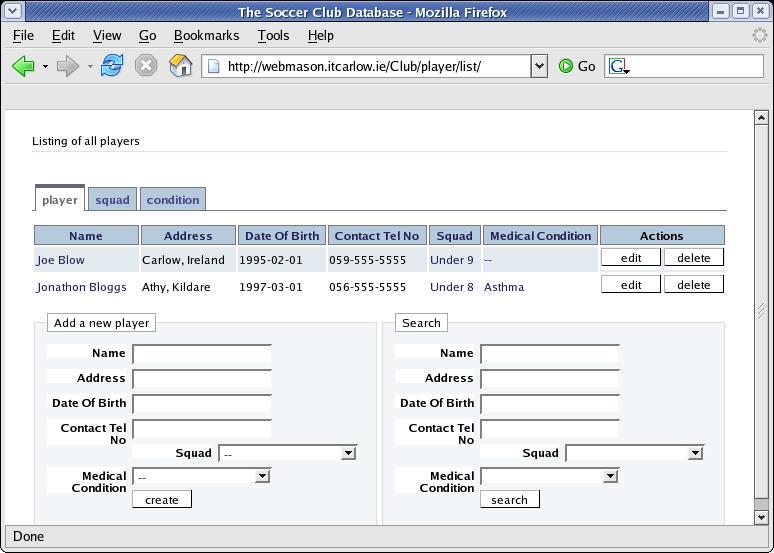 The Soccer Club Database - Mozilla Firefox
File Edit View Go Bookmarks Tools Help
http://webmason.itcarlow.ie/Club/player/list/ Go G
Listing of all players
player squad condition
Name Address Date Of Birth Contact Tel No Squad Medical Condition Actions
Joe Blow Carlow, Ireland 1995-02-01 059-555-5555 Under 9 -- edit delete
Jonathon Bloggs Athy, Kildare 1997-03-01 056-555-5555 Under 8 Asthma edit delete
Add a new player
Name
Address
Date Of Birth
Contact Tel
No
Squad --
Medical
Condition --
create
Search
Name
Address
Date Of Birth
Contact Tel
No
Squad
Medical
Condition
search
Done